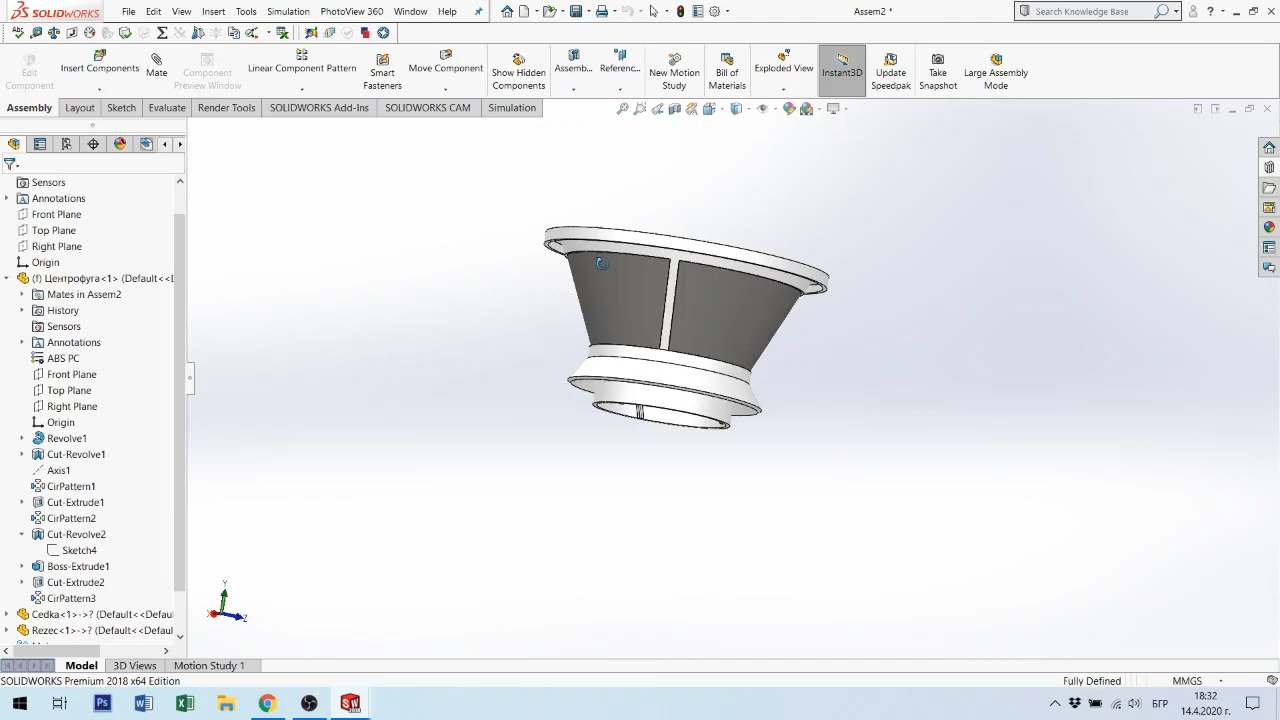 SOLIDWORKS File Edit View Insert Tools Simulation PhotoView 360 Window Help Assem2 * Search Knowledge Base
Edit Component
Insert Components
Mate
Component Preview Window
Linear Component Pattern
Smart Fasteners
Move Component
Show Hidden Components
Assemb...
Referenc...
New Motion Study
Bill of Materials
Exploded View
Instant3D
Update Speedpak
Take Snapshot
Large Assembly Mode
Assembly Layout Sketch Evaluate Render Tools SOLIDWORKS Add-Ins SOLIDWORKS CAM Simulation
Sensors
Annotations
Front Plane
Top Plane
Right Plane
Origin
(f) Центрофуга<1> (Default<<D
Mates in Assem2
History
Sensors
Annotations
ABS PC
Front Plane
Top Plane
Right Plane
Origin
Revolve1
Cut-Revolve1
Axis1
CirPattern1
Cut-Extrude1
CirPattern2
Cut-Revolve2
Sketch4
Boss-Extrude1
Cut-Extrude2
CirPattern3
Cedka<1>->? (Default<<Defau
Rezec<1>->? (Default<<Defaul
Y
Z
Model 3D Views Motion Study 1
SOLIDWORKS Premium 2018 x64 Edition Fully Defined MMGS
БГР 18:32
14.4.2020 г.